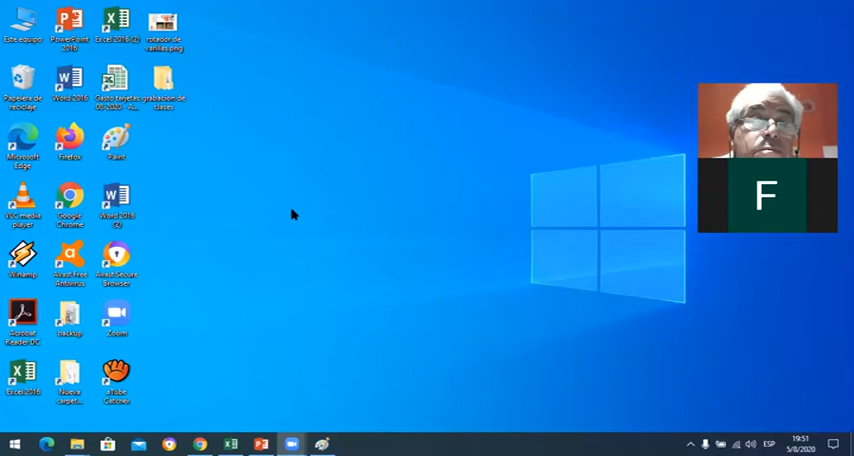 Este equipo
PowerPoint
2016
Excel 2016 (2)
rotador de
varillas.png
Papelera de
reciclaje
Word 2016
Gasto tarjetas
08-2020 - A...
grabacion de
clases
Microsoft
Edge
Firefox
Paint
VLC media
player
Google
Chrome
Word 2016
(2)
Winamp
Avast Free
Antivirus
Avast Secure
Browser
Acrobat
Reader DC
backup
Zoom
Excel 2016
Nueva
carpet...
aTube
Catcher
F
ESP
19:51
5/8/2020